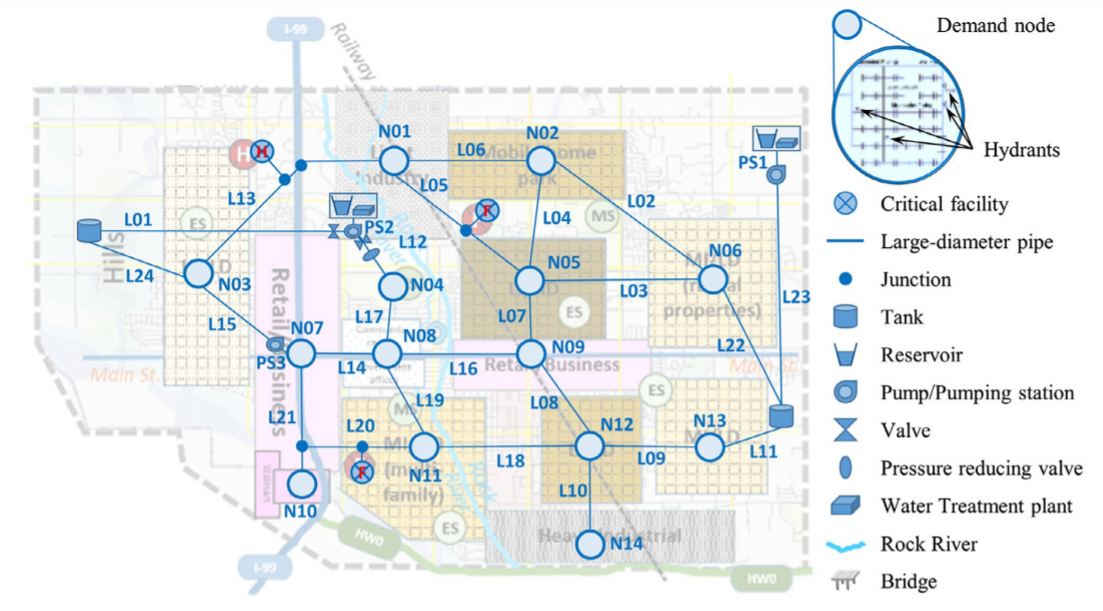 I-99
Railway
Demand node
Hydrants
N01
N02
PS1
H
H
L06
Mobile home
park
Light
Industry
L05
Critical facility
L13
ES
F
MS
L02
L01
PS2
L04
Large-diameter pipe
River
L12
N06
Hills
L24
N03
N04
N05
Junction
L03
(rental
properties)
L23
ES
Tank
L15
Retail/Business
L17
L07
N07
N08
N09
L22
Reservoir
PS3
L14
L16
Retail/Business
Main St.
Main St.
Pump/Pumping station
ES
L19
L08
MS
L21
L20
N12
N13
Valve
(multi
family)
F
N11
L18
L09
L11
Pressure reducing valve
Walmart
L10
N10
ES
Rock
Water Treatment plant
HW0
Heavy Industrial
N14
Rock River
I-99
HW0
Bridge